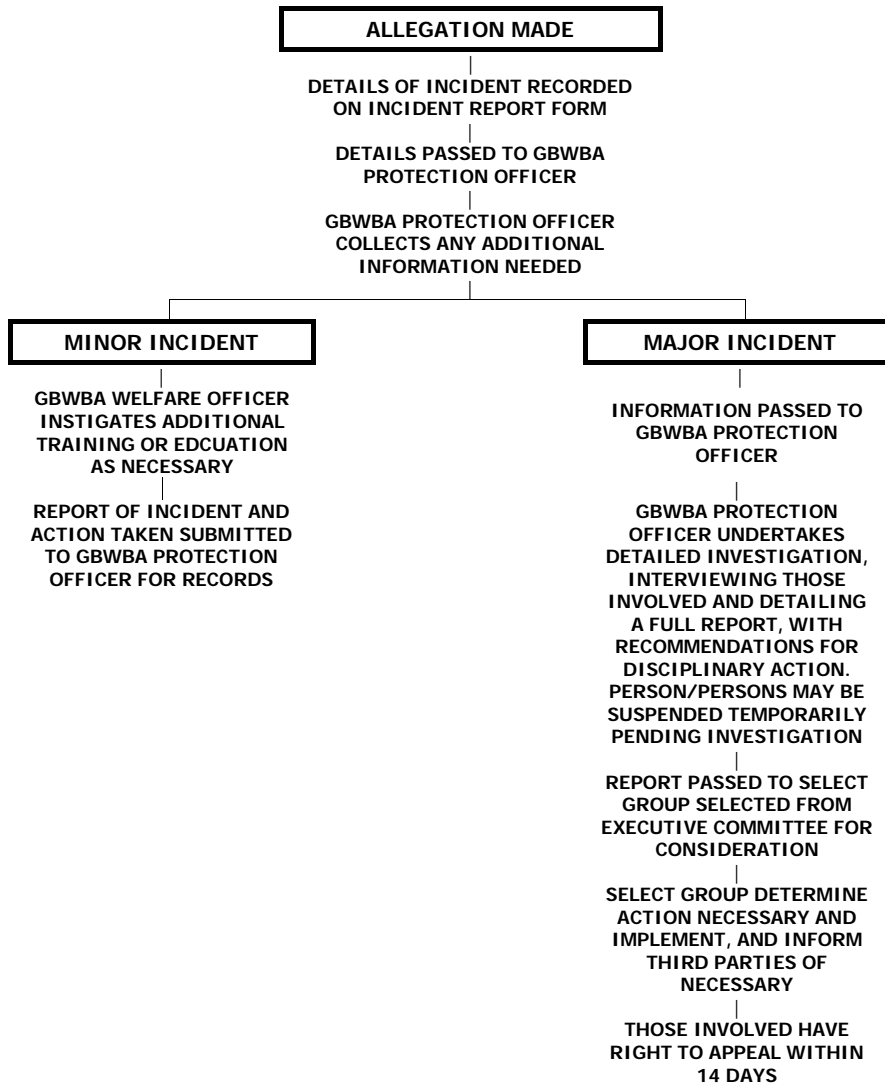 ALLEGATION MADE
DETAILS OF INCIDENT RECORDED
ON INCIDENT REPORT FORM
DETAILS PASSED TO GBWBA
PROTECTION OFFICER
GBWBA PROTECTION OFFICER
COLLECTS ANY ADDITIONAL
INFORMATION NEEDED
MINOR INCIDENT
GBWBA WELFARE OFFICER
INSTIGATES ADDITIONAL
TRAINING OR EDCUATION
AS NECESSARY
REPORT OF INCIDENT AND
ACTION TAKEN SUBMITTED
TO GBWBA PROTECTION
OFFICER FOR RECORDS
MAJOR INCIDENT
INFORMATION PASSED TO
GBWBA PROTECTION
OFFICER
GBWBA PROTECTION
OFFICER UNDERTAKES
DETAILED INVESTIGATION,
INTERVIEWING THOSE
INVOLVED AND DETAILING
A FULL REPORT, WITH
RECOMMENDATIONS FOR
DISCIPLINARY ACTION.
PERSON/PERSONS MAY BE
SUSPENDED TEMPORARILY
PENDING INVESTIGATION
REPORT PASSED TO SELECT
GROUP SELECTED FROM
EXECUTIVE COMMITTEE FOR
CONSIDERATION
SELECT GROUP DETERMINE
ACTION NECESSARY AND
IMPLEMENT, AND INFORM
THIRD PARTIES OF
NECESSARY
THOSE INVOLVED HAVE
RIGHT TO APPEAL WITHIN
14 DAYS